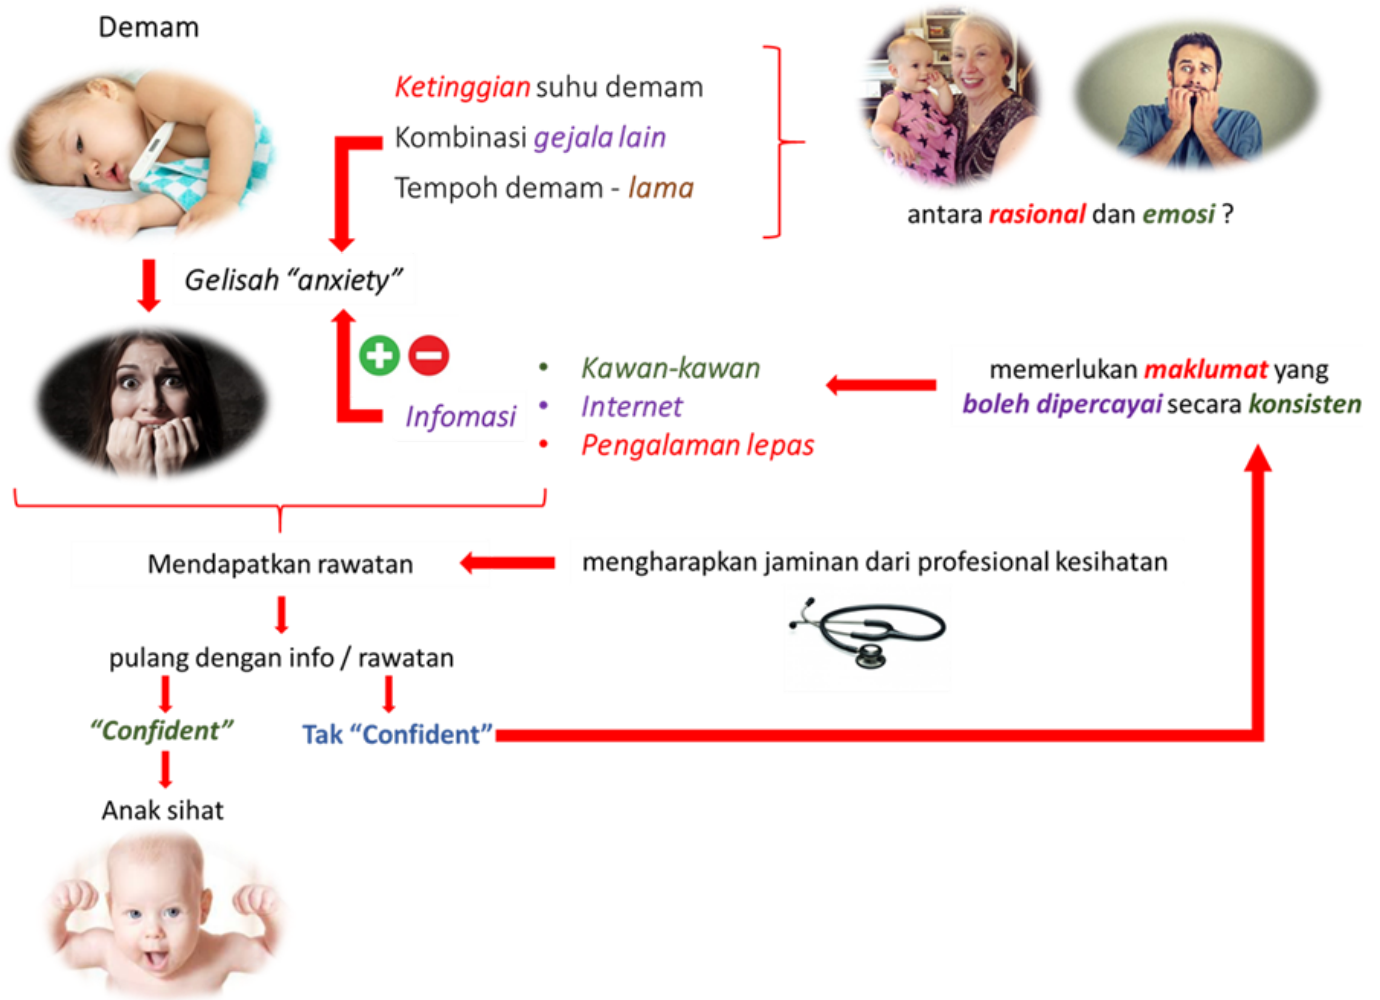 Demam
Ketinggian suhu demam
Kombinasi gejala lain
Tempoh demam - lama
antara rasional dan emosi ?
Gelisah “anxiety”
Infomasi
• Kawan-kawan
• Internet
• Pengalaman lepas
memerlukan maklumat yang
boleh dipercayai secara konsisten
Mendapatkan rawatan
mengharapkan jaminan dari profesional kesihatan
pulang dengan info / rawatan
“Confident”
Tak “Confident”
Anak sihat